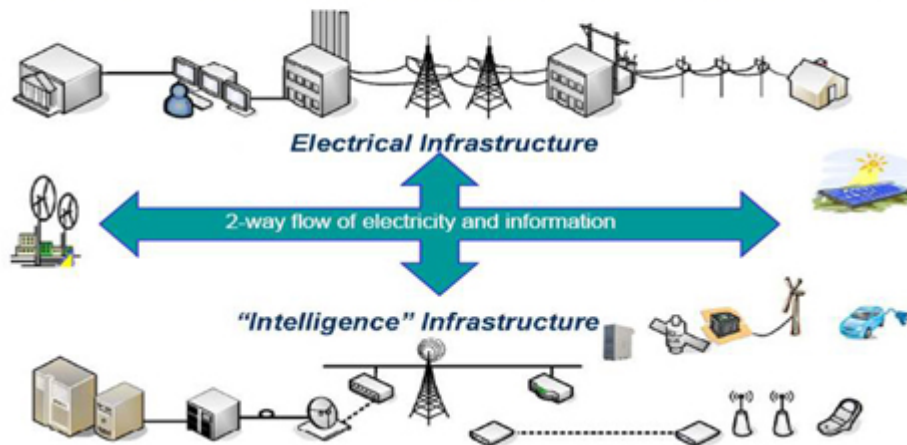 Electrical Infrastructure
2-way flow of electricity and information
“Intelligence” Infrastructure